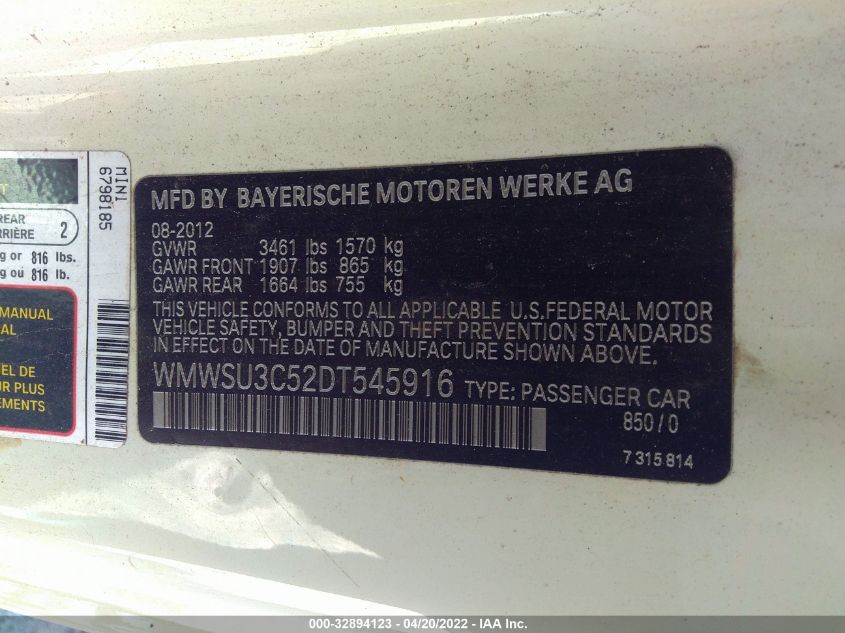 MFD BY BAYERISCHE MOTOREN WERKE AG
08-2012
GVWR 3461 lbs 1570 kg
GAWR FRONT 1907 lbs 865 kg
GAWR REAR 1664 lbs 755 kg
THIS VEHICLE CONFORMS TO ALL APPLICABLE U.S.FEDERAL MOTOR
VEHICLE SAFETY, BUMPER AND THEFT PREVENTION STANDARDS
IN EFFECT ON THE DATE OF MANUFACTURE SHOWN ABOVE.
WMWSU3C52DT545916 TYPE: PASSENGER CAR
850/0
7 315 814
MINI
6798185
REAR
2
g or 816 lbs.
g où 816 lb.
MANUAL
EL DE
UR PLUS
000-32894123 - 04/20/2022 - IAA Inc.